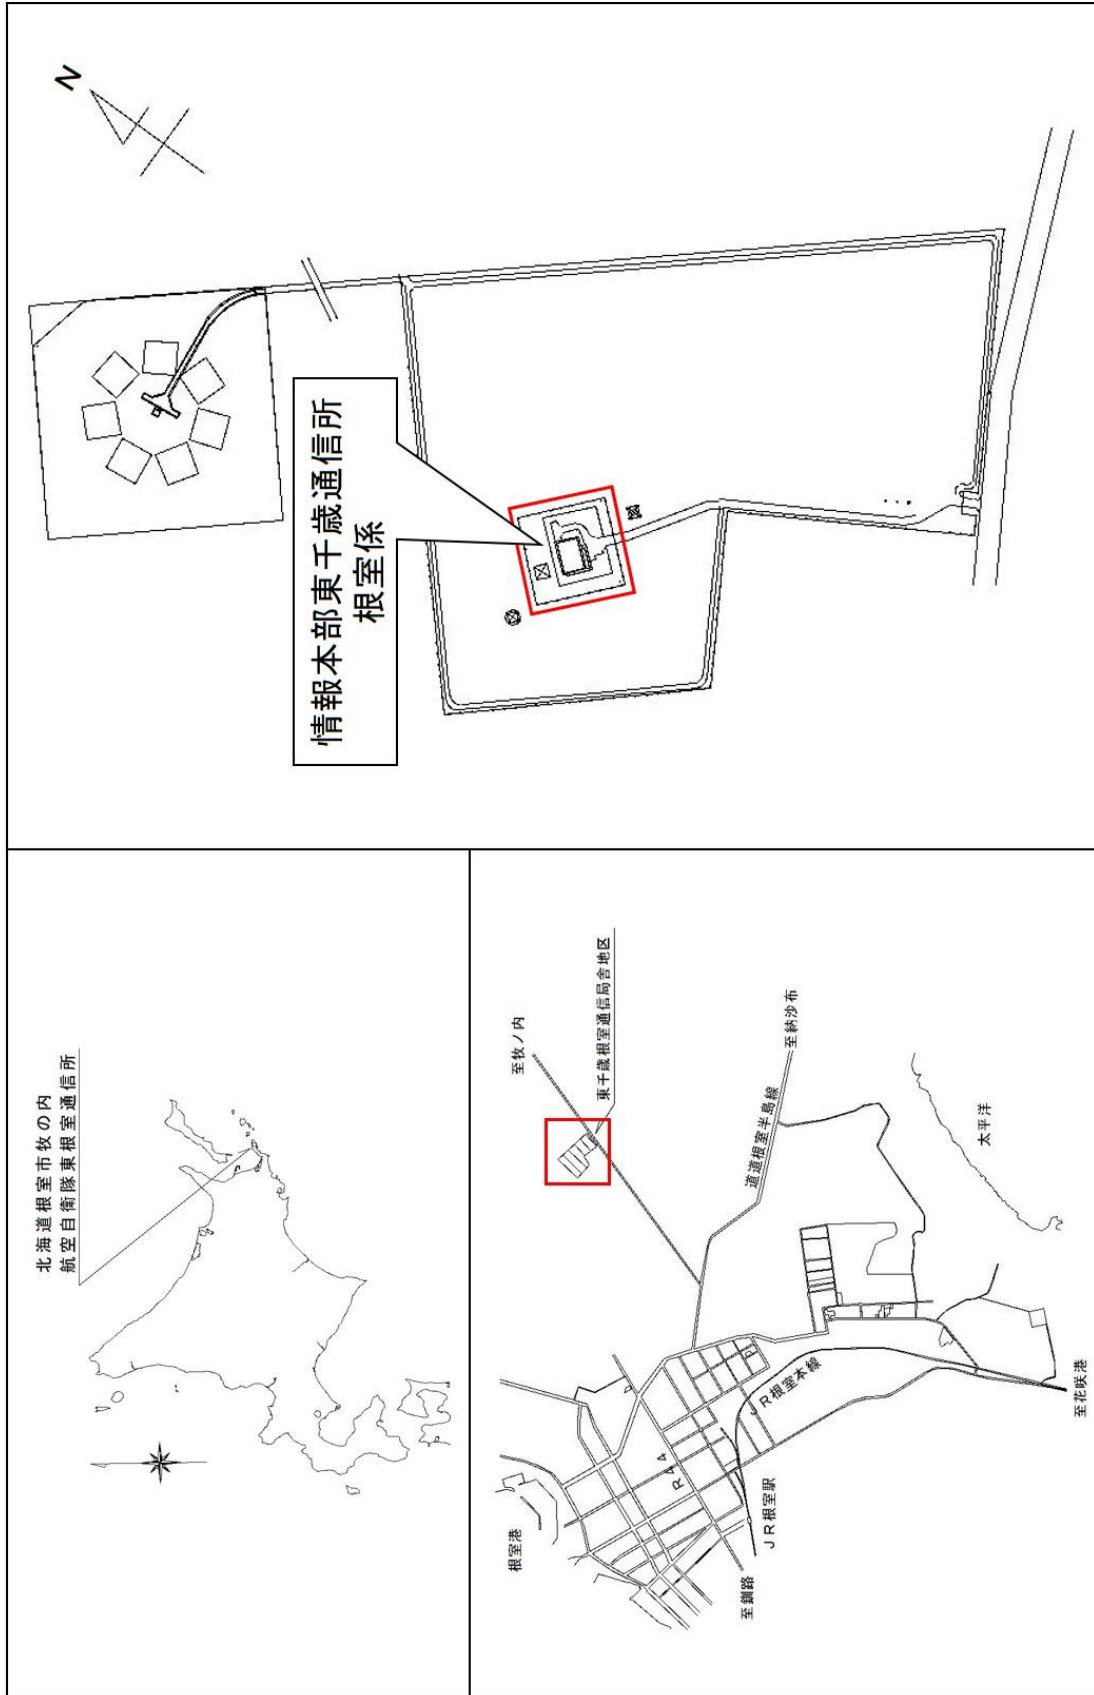 N
情報本部東千歳通信所
根室係
北海道根室市牧の内
航空自衛隊東根室通信所
至牧ノ内
東千歳根室通信局舎地区
道道根室半島線
至納沙布
太平洋
根室港
R44
JR根室本線
JR根室駅
至釧路
至花咲港